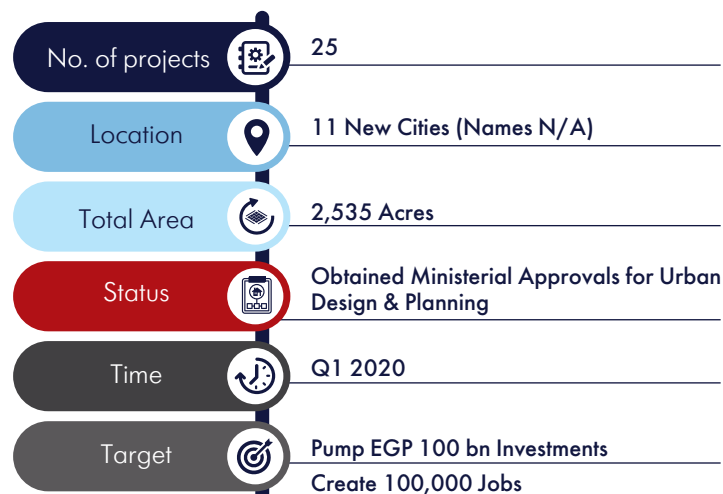 No. of projects
25
Location
11 New Cities (Names N/A)
Total Area
2,535 Acres
Status
Obtained Ministerial Approvals for Urban
Design & Planning
Time
Q1 2020
Target
Pump EGP 100 bn Investments
Create 100,000 Jobs